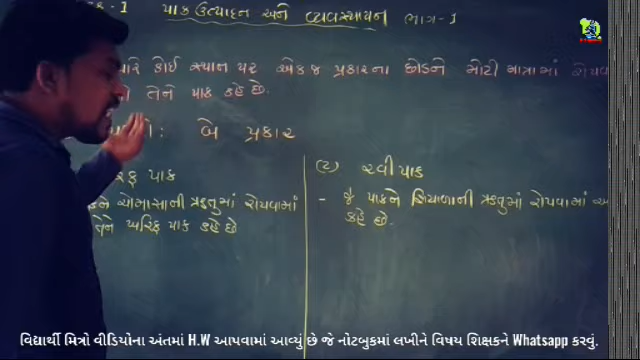 - 1 પાક ઉત્પાદન અને વ્યવસ્થાપન ભાગ - 1
કોઈ સ્થાન પર એક જ પ્રકારના છોડને મોટી માત્રામાં
તેને પાક કહે છે.
: બે પ્રકાર
પાક
ચોમાસાની ઋતુમાં રોપવામાં
તેને ખરિફ પાક કહે છે
(૨) રવી પાક
- જે પાકને શિયાળાની ઋતુમાં રોપવામાં
કહે છે.
વિદ્યાર્થી મિત્રો વીડિયોના અંતમાં H.W આપવામાં આવ્યું છે જે નોટબુકમાં લખીને વિષય શિક્ષકને Whatsapp કરવું.